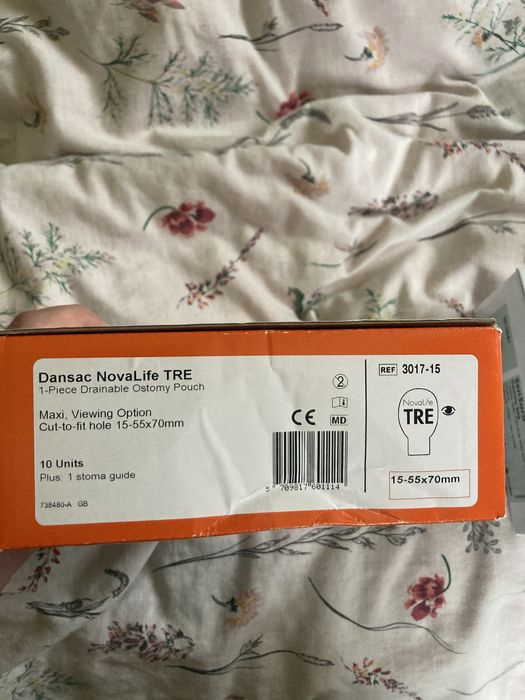 Dansac NovaLife TRE
1-Piece Drainable Ostomy Pouch
Maxi, Viewing Option
Cut-to-fit hole 15-55x70mm
10 Units
Plus: 1 stoma guide
738480-A GB
2
CE
MD
5 709817 601114
REF 3017-15
NovaLife
TRE
15-55x70mm